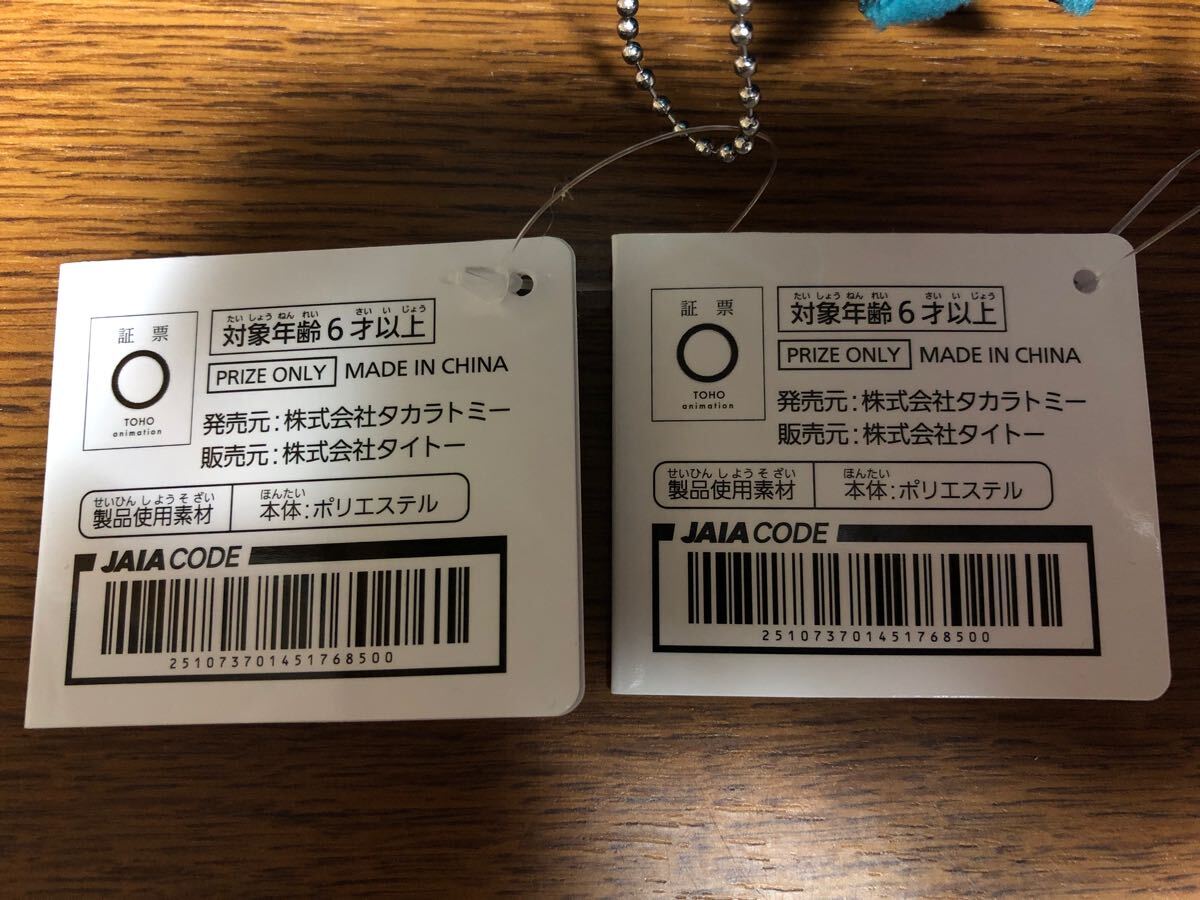 証票
TOHO
animation
たいしょうねんれい さいいじょう
対象年齢6才以上
PRIZE ONLY MADE IN CHINA
発売元:株式会社タカラトミー
販売元:株式会社タイトー
せいひんしようそざい ほんたい
製品使用素材 本体:ポリエステル
JAIA CODE
251073701451768500
証票
TOHO
animation
たいしょうねんれい さいいじょう
対象年齢6才以上
PRIZE ONLY MADE IN CHINA
発売元:株式会社タカラトミー
販売元:株式会社タイトー
せいひんしようそざい ほんたい
製品使用素材 本体:ポリエステル
JAIA CODE
251073701451768500